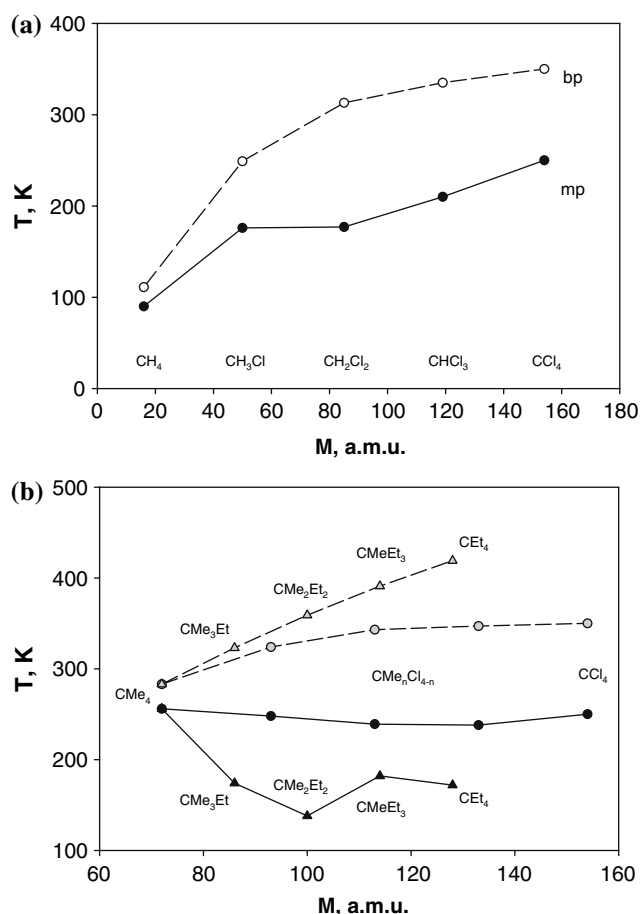 (a)
400
bp
300
T, K
200
mp
100
CH₄ CH₃Cl CH₂Cl₂ CHCl₃ CCl₄
0
0 20 40 60 80 100 120 140 160 180
M, a.m.u.
(b)
500
CEt₄
CMeEt₃
400
CMe₂Et₂
CMe₃Et
T, K
300
CMeₙCl₄₋ₙ CCl₄
CMe₄
200
CMe₃Et CMe₂Et₂ CMeEt₃ CEt₄
100
60 80 100 120 140 160
M, a.m.u.